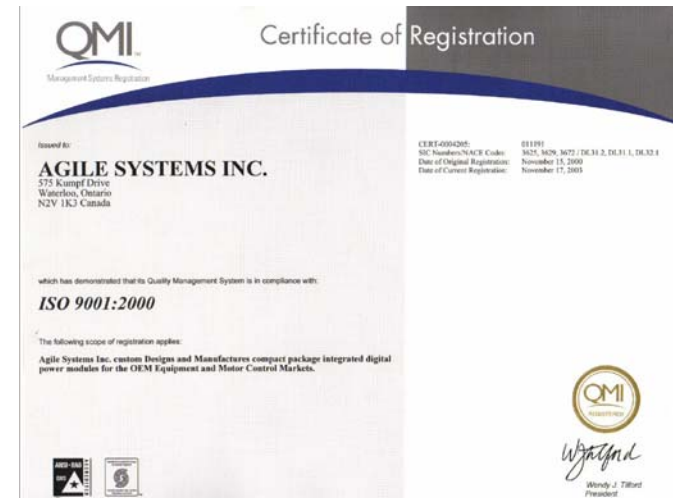 QMI
Management Systems Registration
Certificate of Registration
Issued to:
AGILE SYSTEMS INC.
575 Kumpf Drive
Waterloo, Ontario
N2V 1K3 Canada
CERT-0004205: 011191
SIC Numbers/NACE Codes: 3625, 3629, 3672 / DL31.2, DL31.1, DL32.1
Date of Original Registration: November 15, 2000
Date of Current Registration: November 17, 2003
which has demonstrated that its Quality Management System is in compliance with:
ISO 9001:2000
The following scope of registration applies:
Agile Systems Inc. custom Designs and Manufactures compact package integrated digital
power modules for the OEM Equipment and Motor Control Markets.
QMI
REGISTERED
ANSI-RAB
QMS
Wendy J. Tilford
President